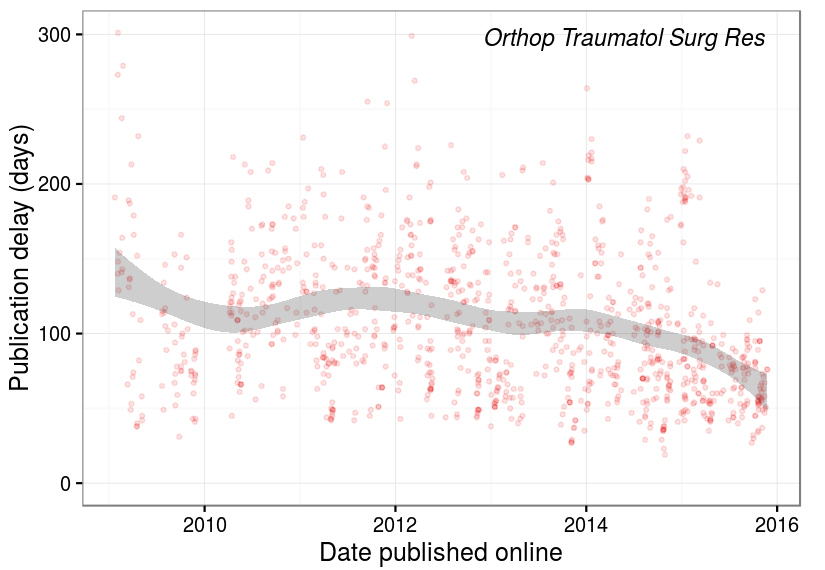 Orthop Traumatol Surg Res
Publication delay (days)
300
200
100
0
2010 2012 2014 2016
Date published online